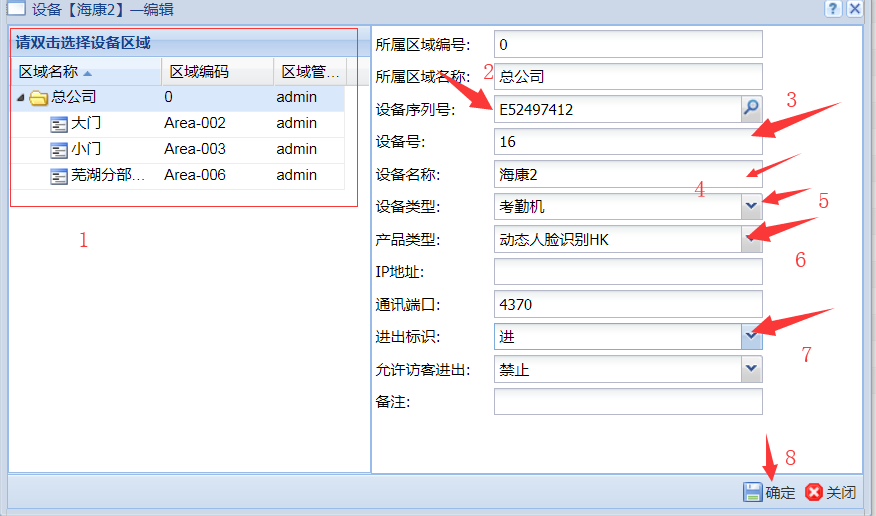 设备【海康2】—编辑
请双击选择设备区域
区域名称 区域编码 区域管...
总公司 0 admin
大门 Area-002 admin
小门 Area-003 admin
芜湖分部... Area-006 admin
1
所属区域编号: 0
所属区域名称: 总公司
2
设备序列号: E52497412
3
设备号: 16
设备名称: 海康2
4
设备类型: 考勤机
5
产品类型: 动态人脸识别HK
6
IP地址:
通讯端口: 4370
进出标识: 进
7
允许访客进出: 禁止
备注:
8
确定 关闭